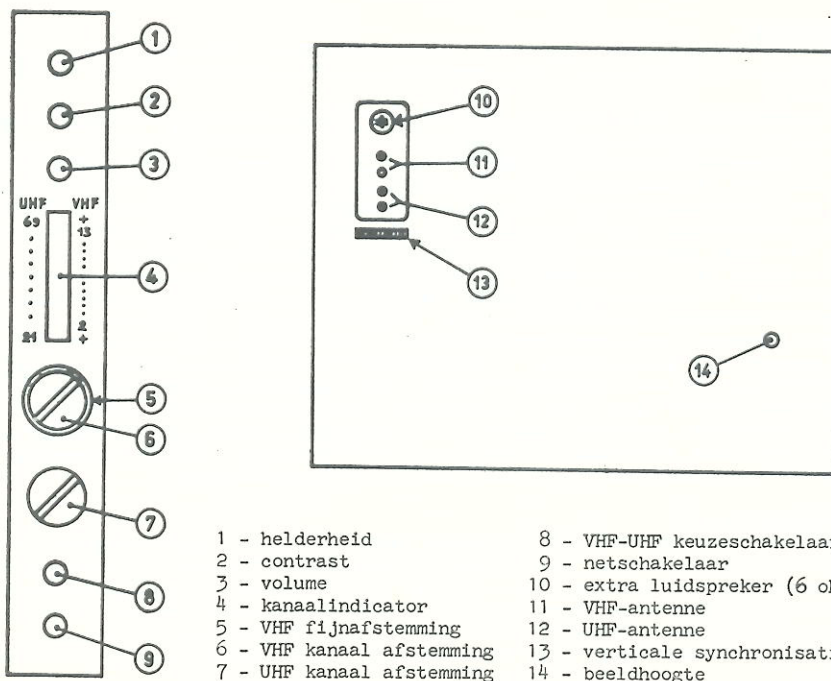 1
2
3
UHF VHF
69 +
13
4
21 2
+
5
6
7
8
9
10
11
12
13
14
1 - helderheid
2 - contrast
3 - volume
4 - kanaalindicator
5 - VHF fijnafstemming
6 - VHF kanaal afstemming
7 - UHF kanaal afstemming
8 - VHF-UHF keuzeschakelaar
9 - netschakelaar
10 - extra luidspreker (6 o
11 - VHF-antenne
12 - UHF-antenne
13 - verticale synchronisat
14 - beeldhoogte